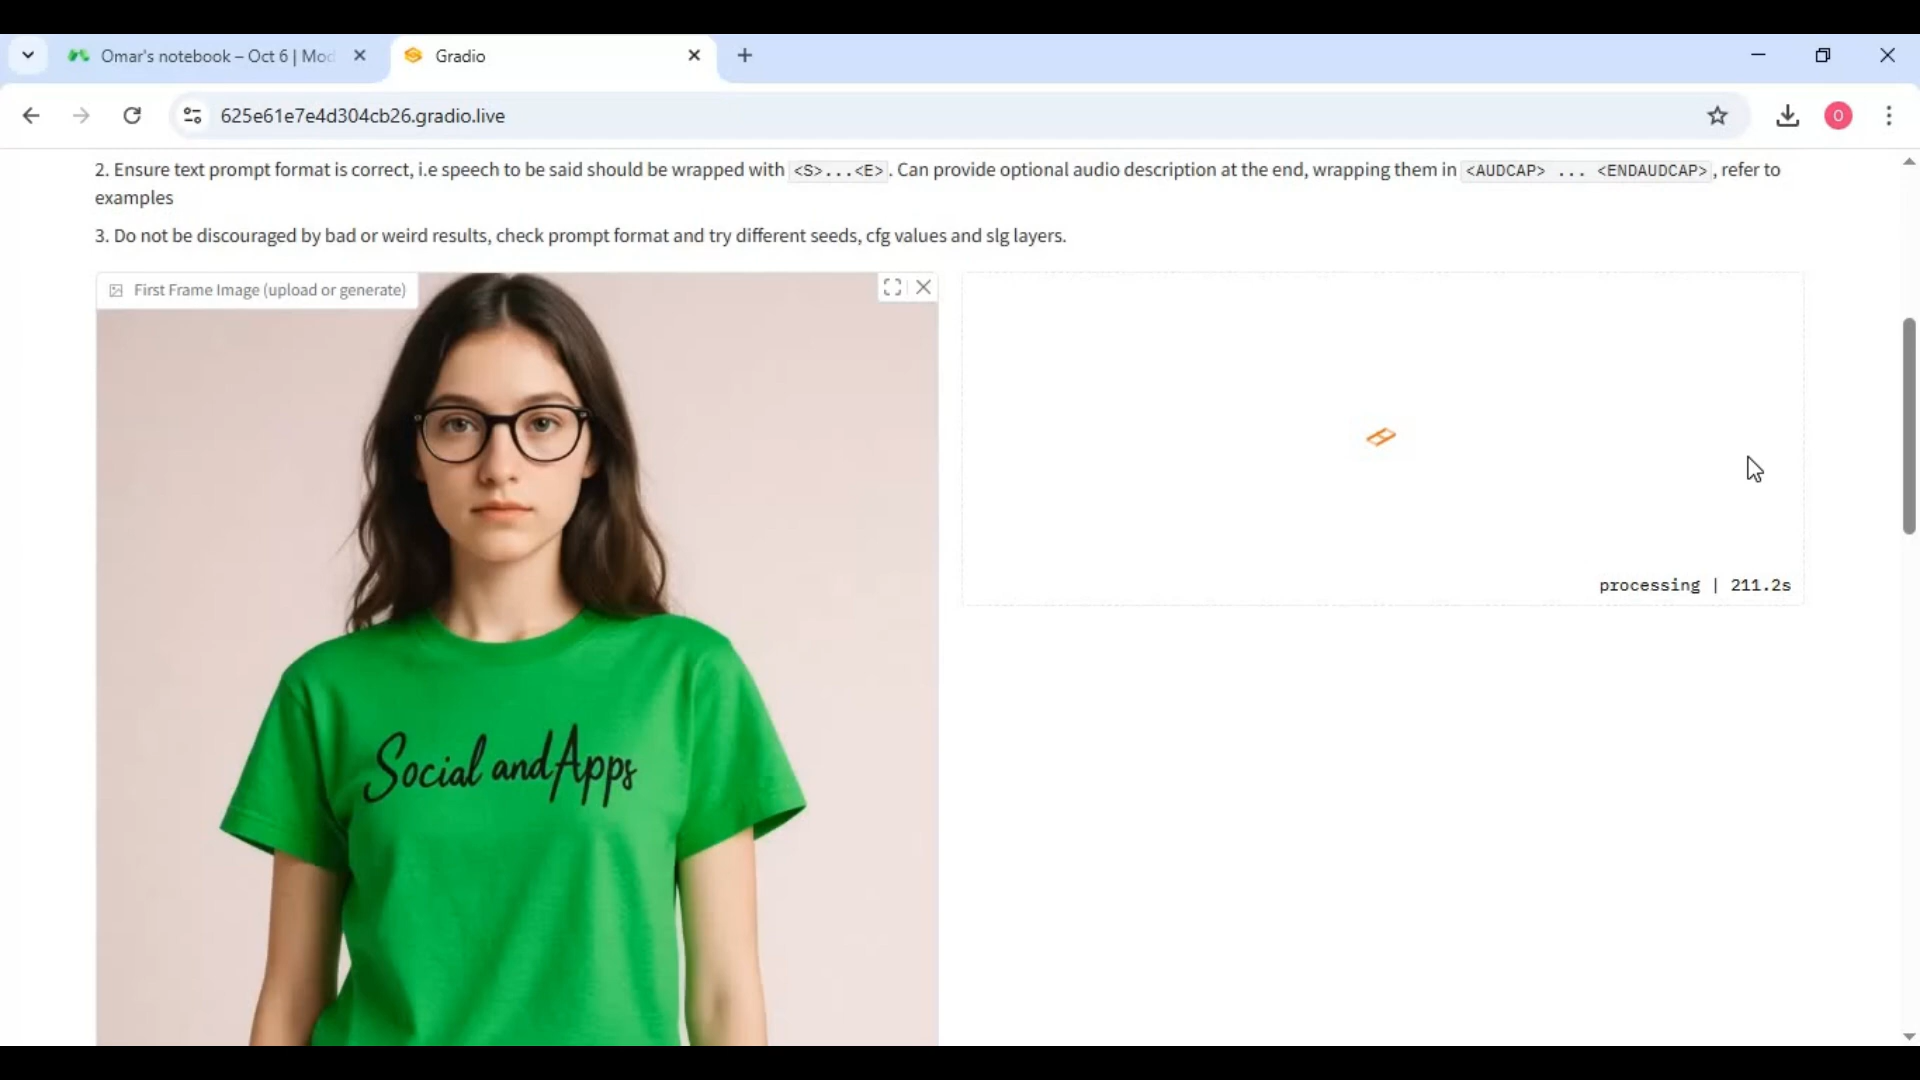 Omar's notebook – Oct 6 | Mod
Gradio
625e61e7e4d304cb26.gradio.live
O
2. Ensure text prompt format is correct, i.e speech to be said should be wrapped with <S>...<E>. Can provide optional audio description at the end, wrapping them in <AUDCAP> ... <ENDAUDCAP>, refer to
examples
3. Do not be discouraged by bad or weird results, check prompt format and try different seeds, cfg values and slg layers.
First Frame Image (upload or generate)
processing | 211.2s
Social and Apps